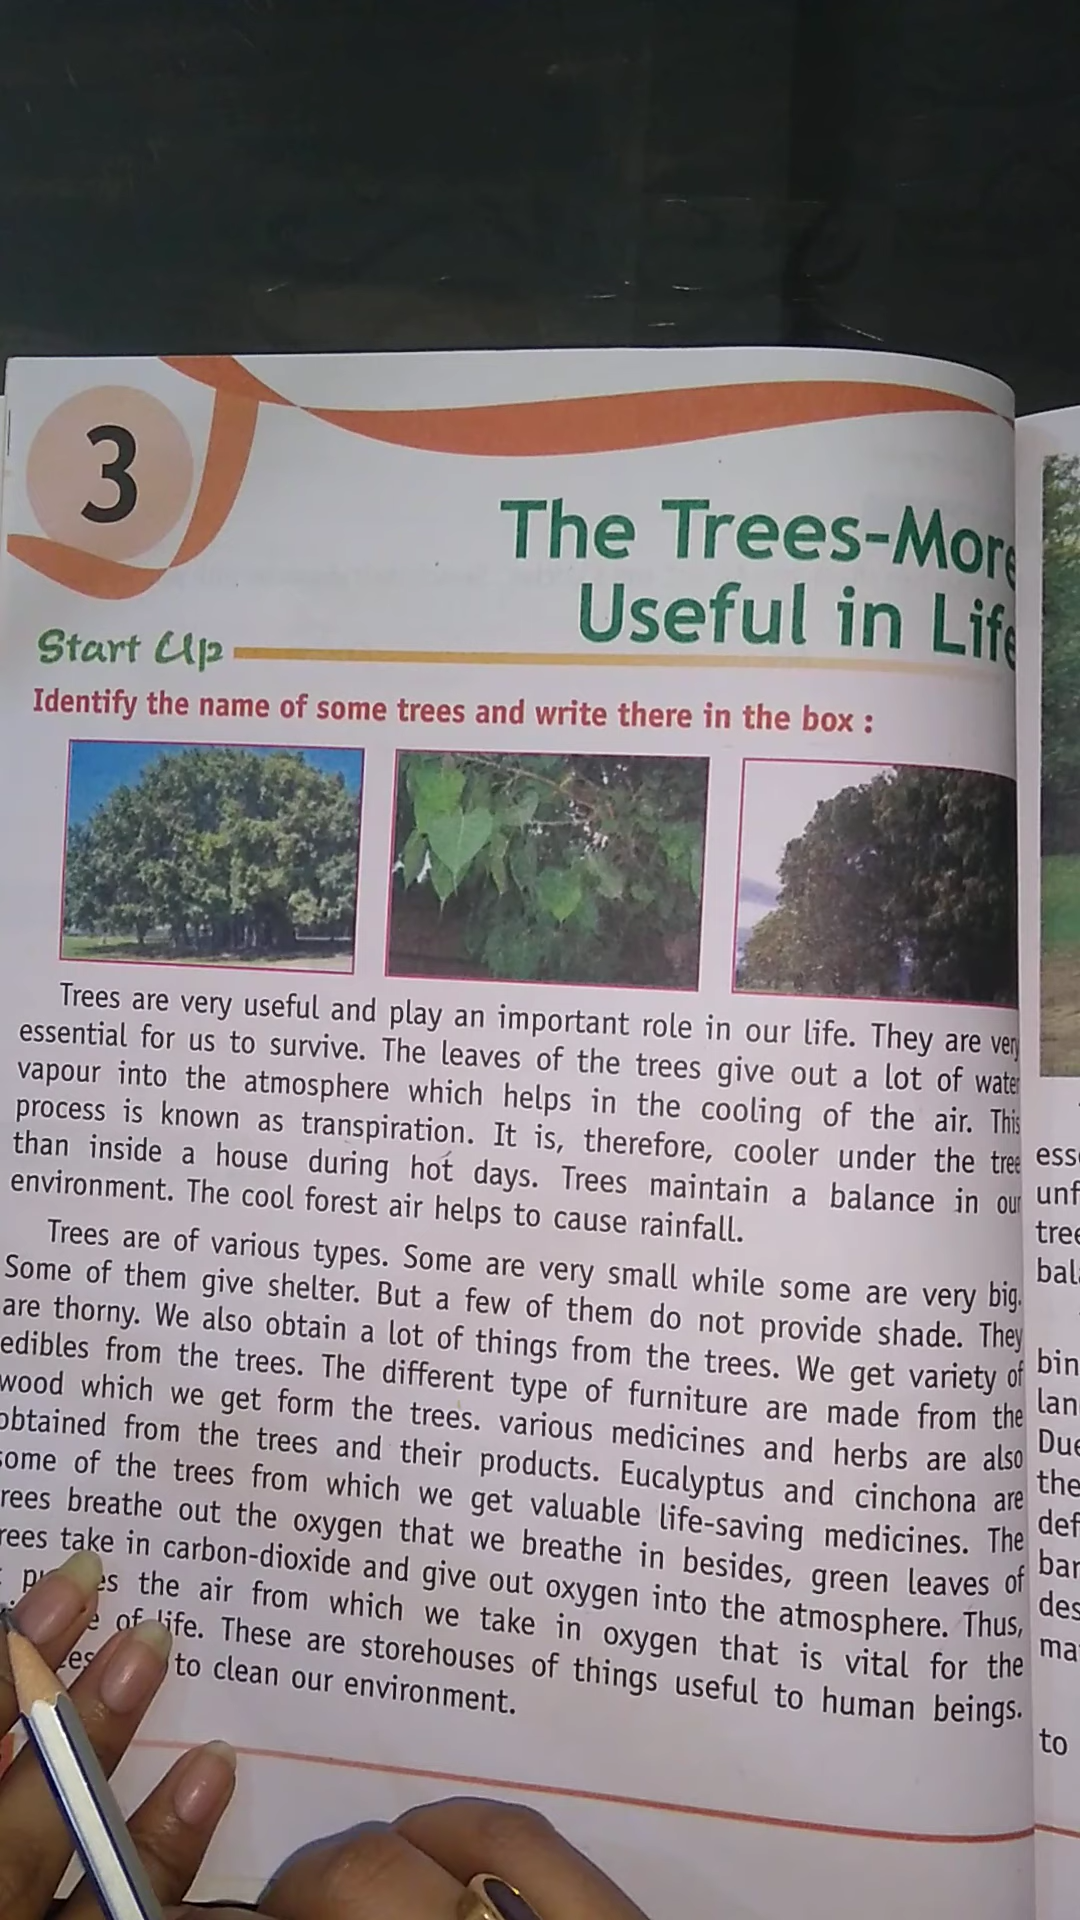 3
The Trees-More
Useful in Life
Start Up
Identify the name of some trees and write there in the box :
Trees are very useful and play an important role in our life. They are very
essential for us to survive. The leaves of the trees give out a lot of water
vapour into the atmosphere which helps in the cooling of the air. This
process is known as transpiration. It is, therefore, cooler under the tree
than inside a house during hot days. Trees maintain a balance in our
environment. The cool forest air helps to cause rainfall.
Trees are of various types. Some are very small while some are very big.
Some of them give shelter. But a few of them do not provide shade. They
are thorny. We also obtain a lot of things from the trees. We get variety of
edibles from the trees. The different type of furniture are made from the
wood which we get form the trees. various medicines and herbs are also
obtained from the trees and their products. Eucalyptus and cinchona are
some of the trees from which we get valuable life-saving medicines. The
trees breathe out the oxygen that we breathe in besides, green leaves of
trees take in carbon-dioxide and give out oxygen into the atmosphere. Thus,
the air from which we take in oxygen that is vital for the
of life. These are storehouses of things useful to human beings.
to clean our environment.
ess
unf
tree
bal
bin
lan
Due
the
def
bar
des
ma
to